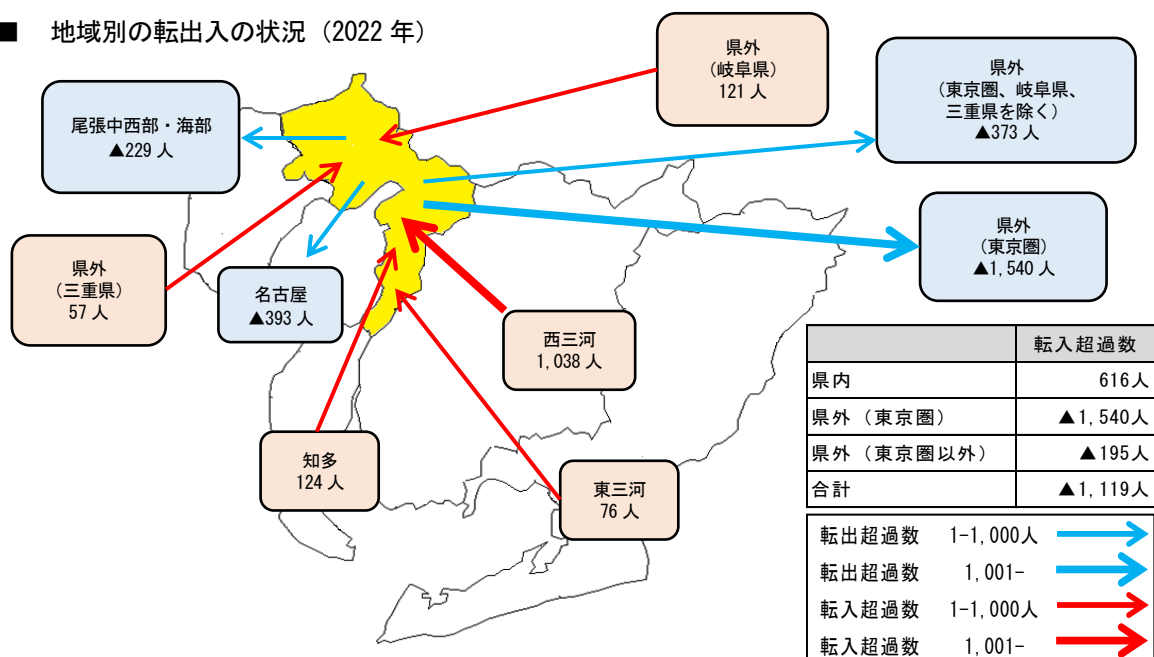 ■ 地域別の転出入の状況（2022 年）
県外
（岐阜県）
121 人
県外
（東京圏、岐阜県、
三重県を除く）
▲373 人
尾張中西部・海部
▲229 人
県外
（東京圏）
▲1,540 人
県外
（三重県）
57 人
名古屋
▲393 人
西三河
1,038 人
知多
124 人
東三河
76 人
転入超過数
県内 616人
県外（東京圏） ▲1,540人
県外（東京圏以外） ▲195人
合計 ▲1,119人
転出超過数 1-1,000人
転出超過数 1,001-
転入超過数 1-1,000人
転入超過数 1,001-